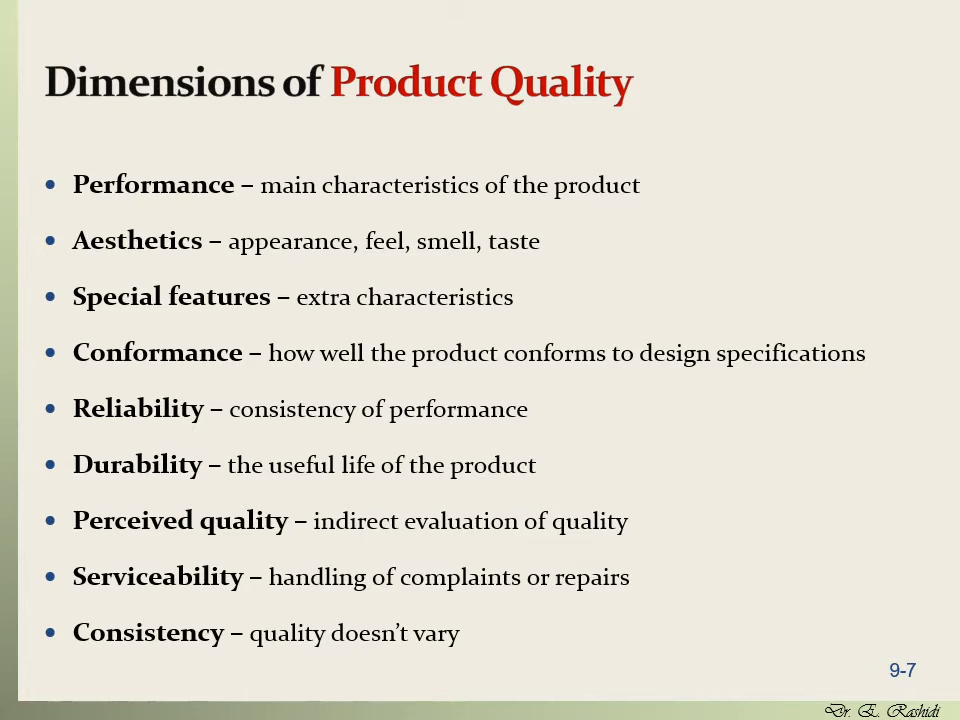 Dimensions of Product Quality
• Performance – main characteristics of the product
• Aesthetics – appearance, feel, smell, taste
• Special features – extra characteristics
• Conformance – how well the product conforms to design specifications
• Reliability – consistency of performance
• Durability – the useful life of the product
• Perceived quality – indirect evaluation of quality
• Serviceability – handling of complaints or repairs
• Consistency – quality doesn’t vary
9-7
Dr. E. Rashidi